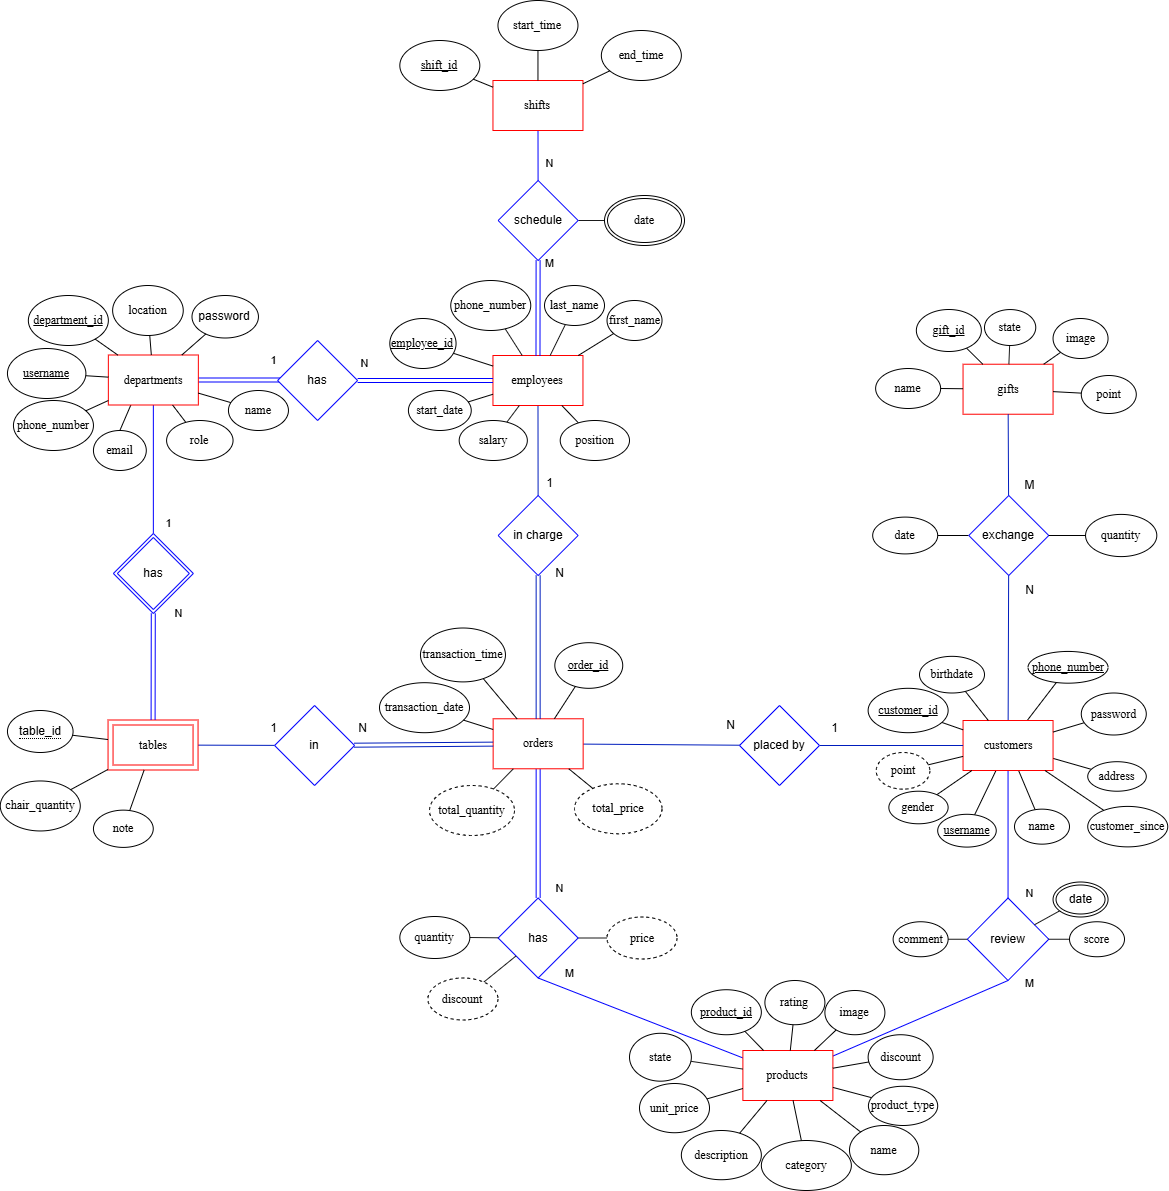 start_time
shift_id
end_time
shifts
N
schedule
date
M
department_id
location
password
username
departments
phone_number
email
role
name
1
has
N
phone_number
last_name
first_name
employee_id
employees
start_date
salary
position
gift_id
state
image
name
gifts
point
1
in charge
N
M
date
exchange
quantity
N
1
has
N
table_id
tables
chair_quantity
note
1
in
N
transaction_time
order_id
transaction_date
orders
total_quantity
total_price
N
placed by
1
birthdate
phone_number
customer_id
password
customers
point
address
gender
username
name
customer_since
N
quantity
has
price
discount
M
N
date
comment
review
score
M
product_id
rating
image
state
discount
products
unit_price
product_type
description
category
name